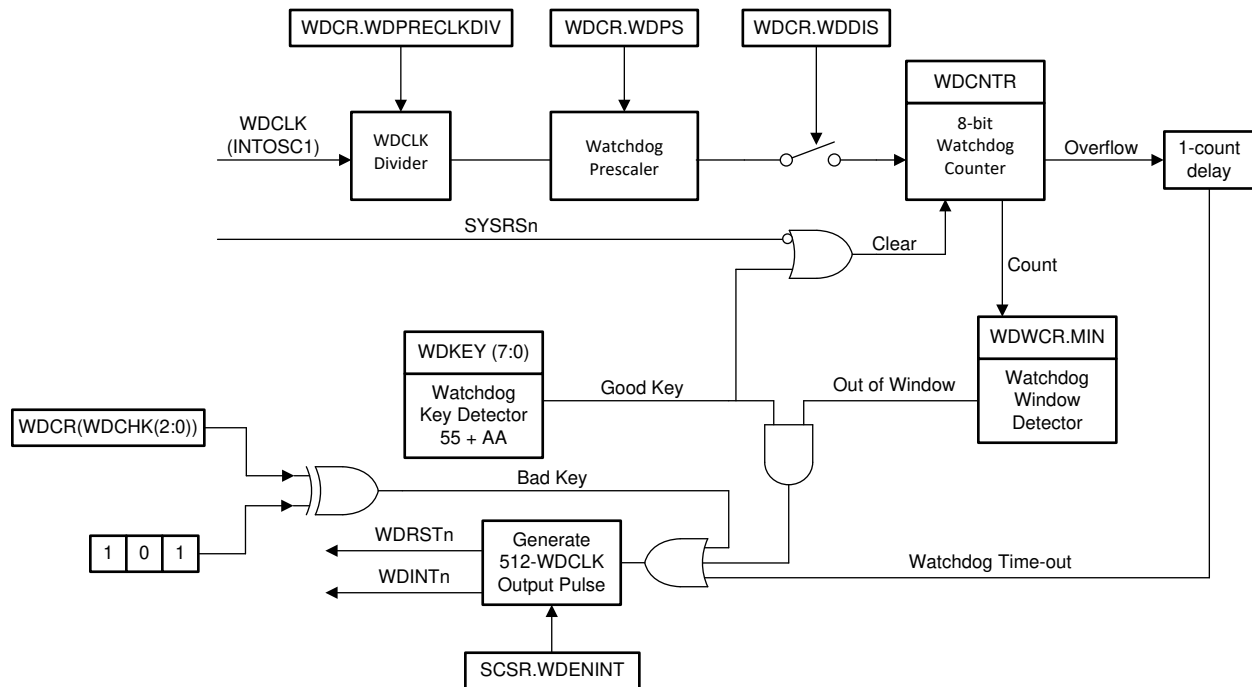 WDCR.WDPRECLKDIV
WDCR.WDPS
WDCR.WDDIS
WDCNTR
8-bit
Watchdog
Counter
WDCLK
(INTOSC1)
WDCLK
Divider
Watchdog
Prescaler
Overflow
1-count
delay
SYSRSn
Clear
Count
WDKEY (7:0)
Watchdog
Key Detector
55 + AA
Good Key
Out of Window
WDWCR.MIN
Watchdog
Window
Detector
WDCR(WDCHK(2:0))
Bad Key
1 0 1
WDRSTn
WDINTn
Generate
512-WDCLK
Output Pulse
Watchdog Time-out
SCSR.WDENINT